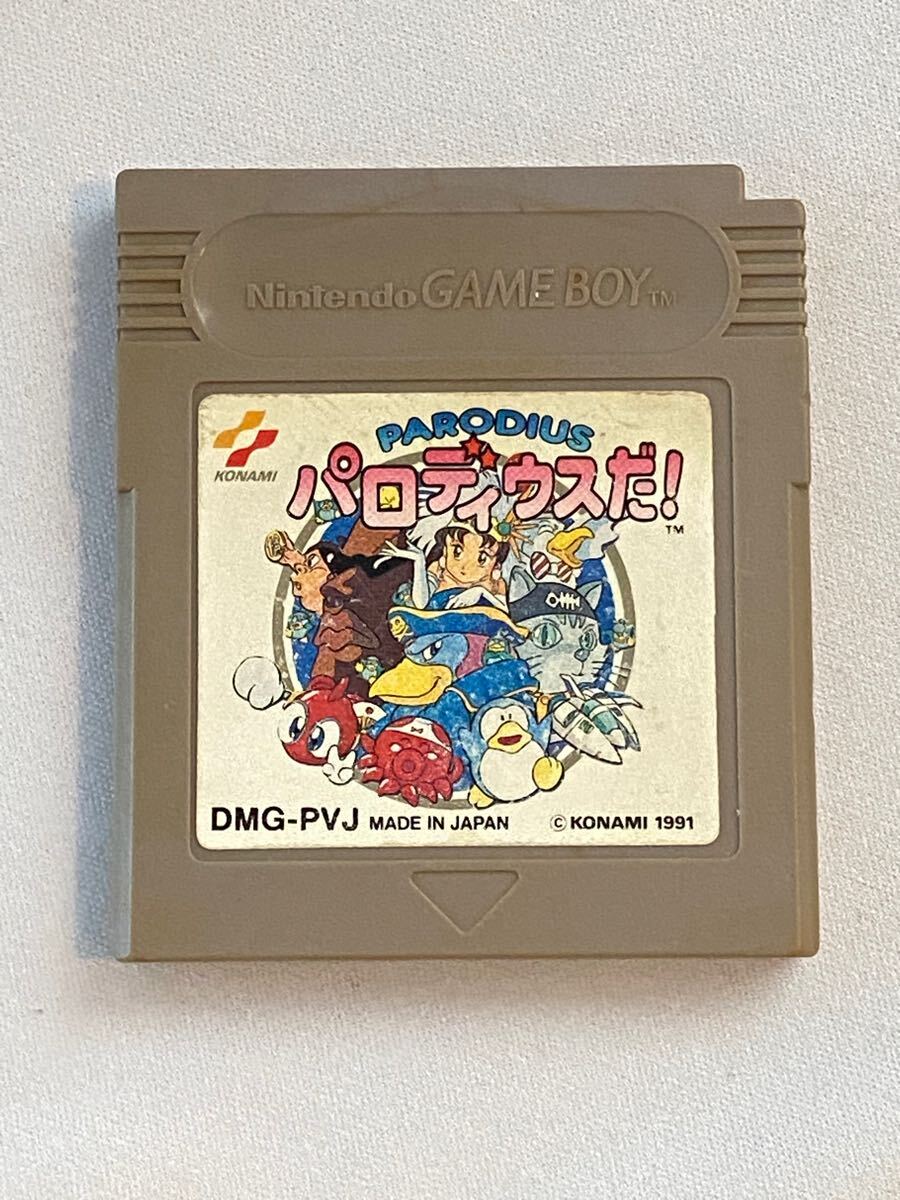 Nintendo GAME BOY™
KONAMI
PARODIUS
パロディウスだ!
™
DMG-PVJ MADE IN JAPAN © KONAMI 1991